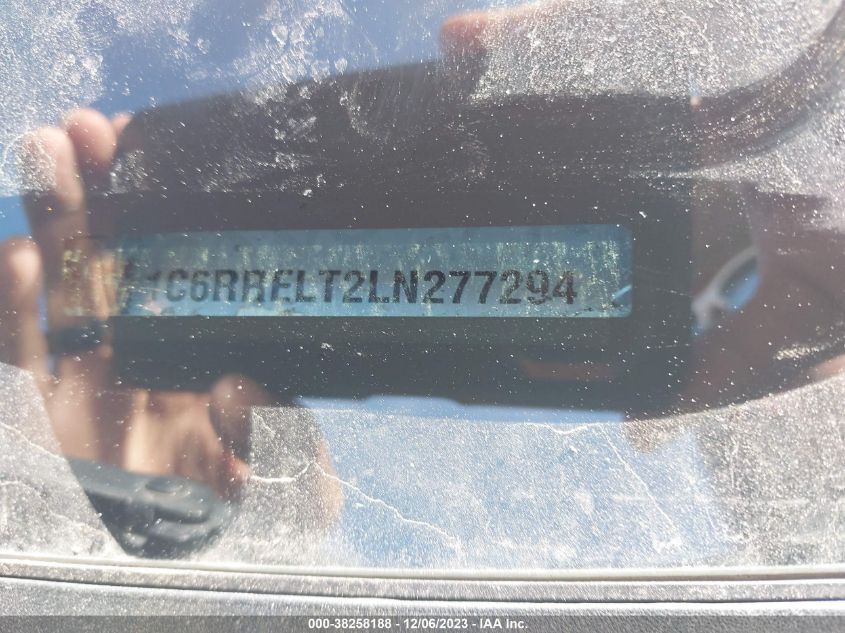 1C6RRFLT2LN277294
000-38258188 - 12/06/2023 - IAA Inc.